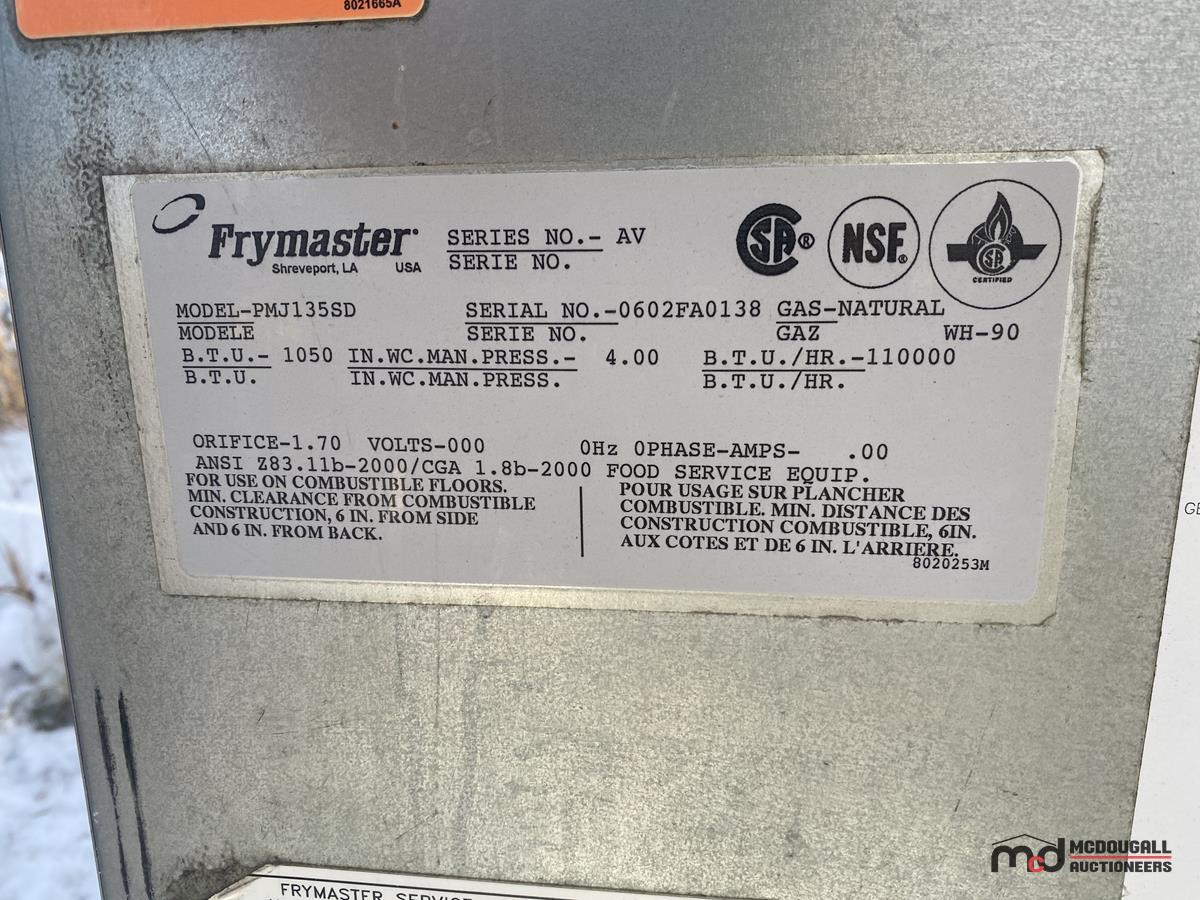 8021665A
Frymaster
Shreveport, LA USA
SERIES NO.- AV
SERIE NO.
SA ®
NSF®
SA
CERTIFIED
MODEL-PMJ135SD SERIAL NO.-0602FA0138 GAS-NATURAL
MODELE SERIE NO. GAZ WH-90
B.T.U.- 1050 IN.WC.MAN.PRESS.- 4.00 B.T.U./HR.-110000
B.T.U. IN.WC.MAN.PRESS. B.T.U./HR.
ORIFICE-1.70 VOLTS-000 0Hz 0PHASE-AMPS- .00
ANSI Z83.11b-2000/CGA 1.8b-2000 FOOD SERVICE EQUIP.
FOR USE ON COMBUSTIBLE FLOORS.
MIN. CLEARANCE FROM COMBUSTIBLE
CONSTRUCTION, 6 IN. FROM SIDE
AND 6 IN. FROM BACK.
POUR USAGE SUR PLANCHER
COMBUSTIBLE. MIN. DISTANCE DES
CONSTRUCTION COMBUSTIBLE, 6IN.
AUX COTES ET DE 6 IN. L'ARRIERE.
8020253M
GE
FRYMASTER SERVICE
mcd MCDOUGALL
AUCTIONEERS